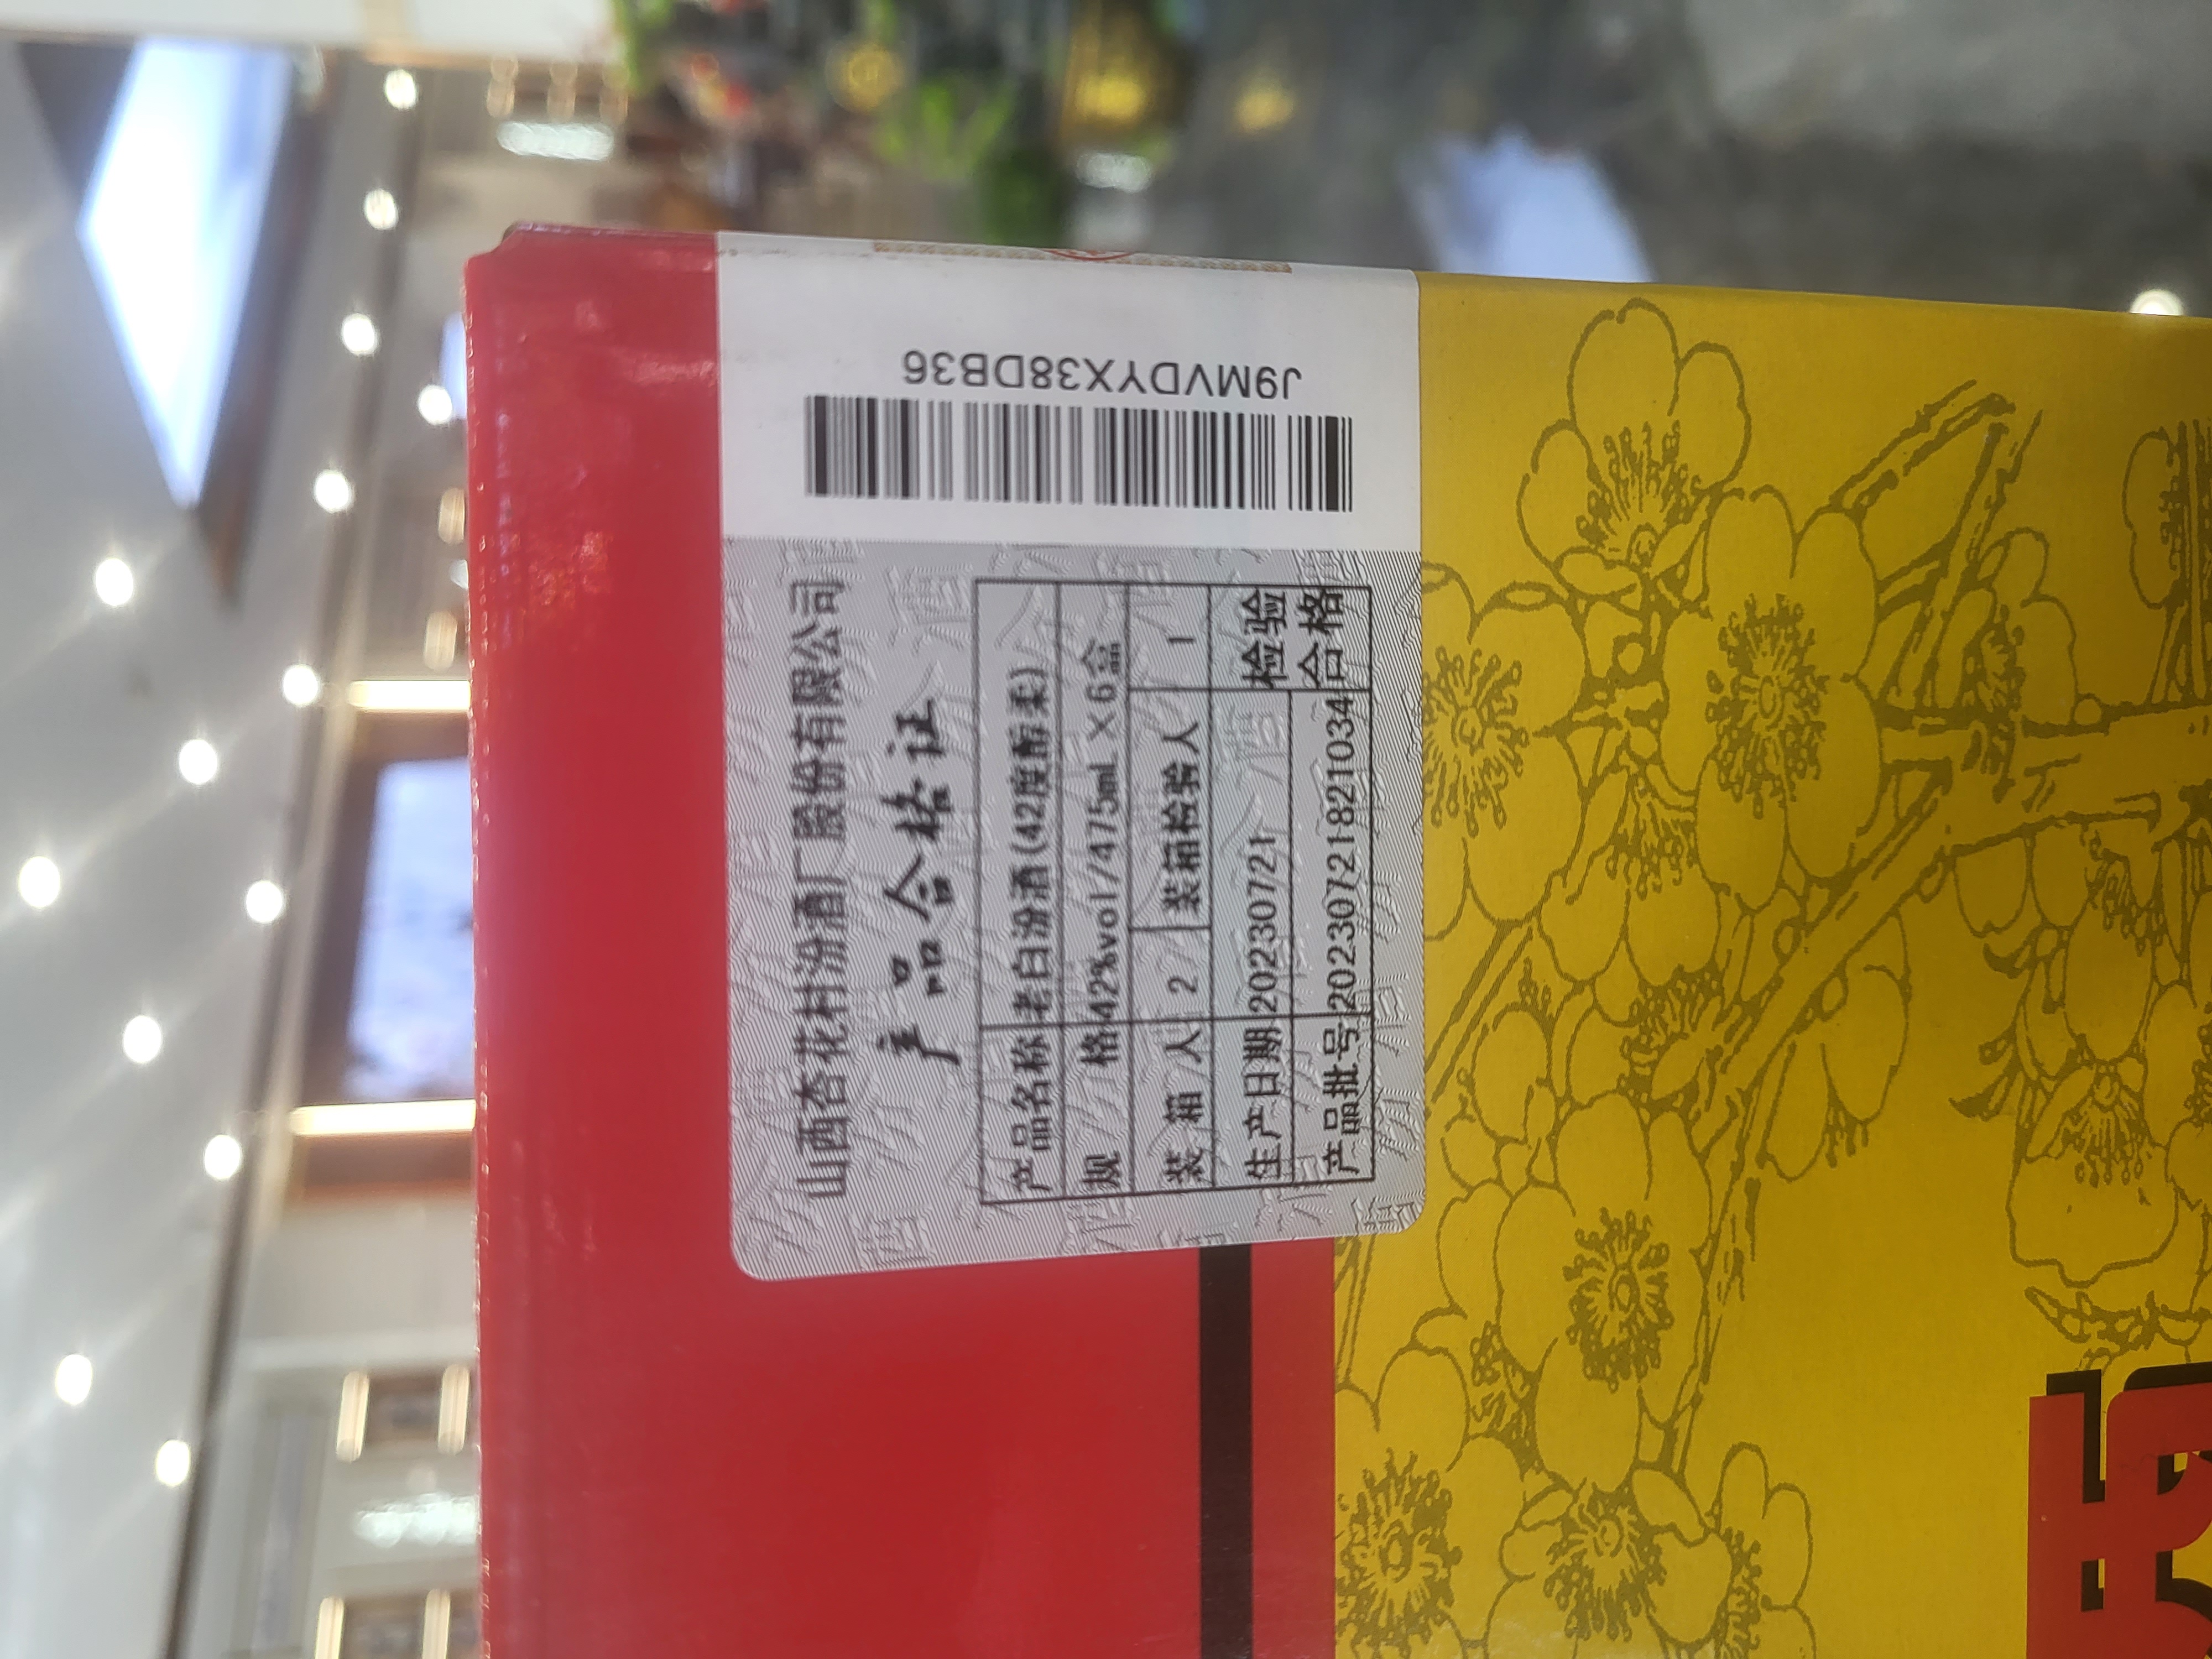 山西杏花村汾酒厂股份有限公司
产品合格证
产品名称 老白汾酒(42度醇柔)
规 格 42%vol/475mL×6盒
装 箱 人 2 装箱检验人 1
生产日期 20230721 检验
产品批号 20230721821034 合格
J9MVDYX38DB36
西